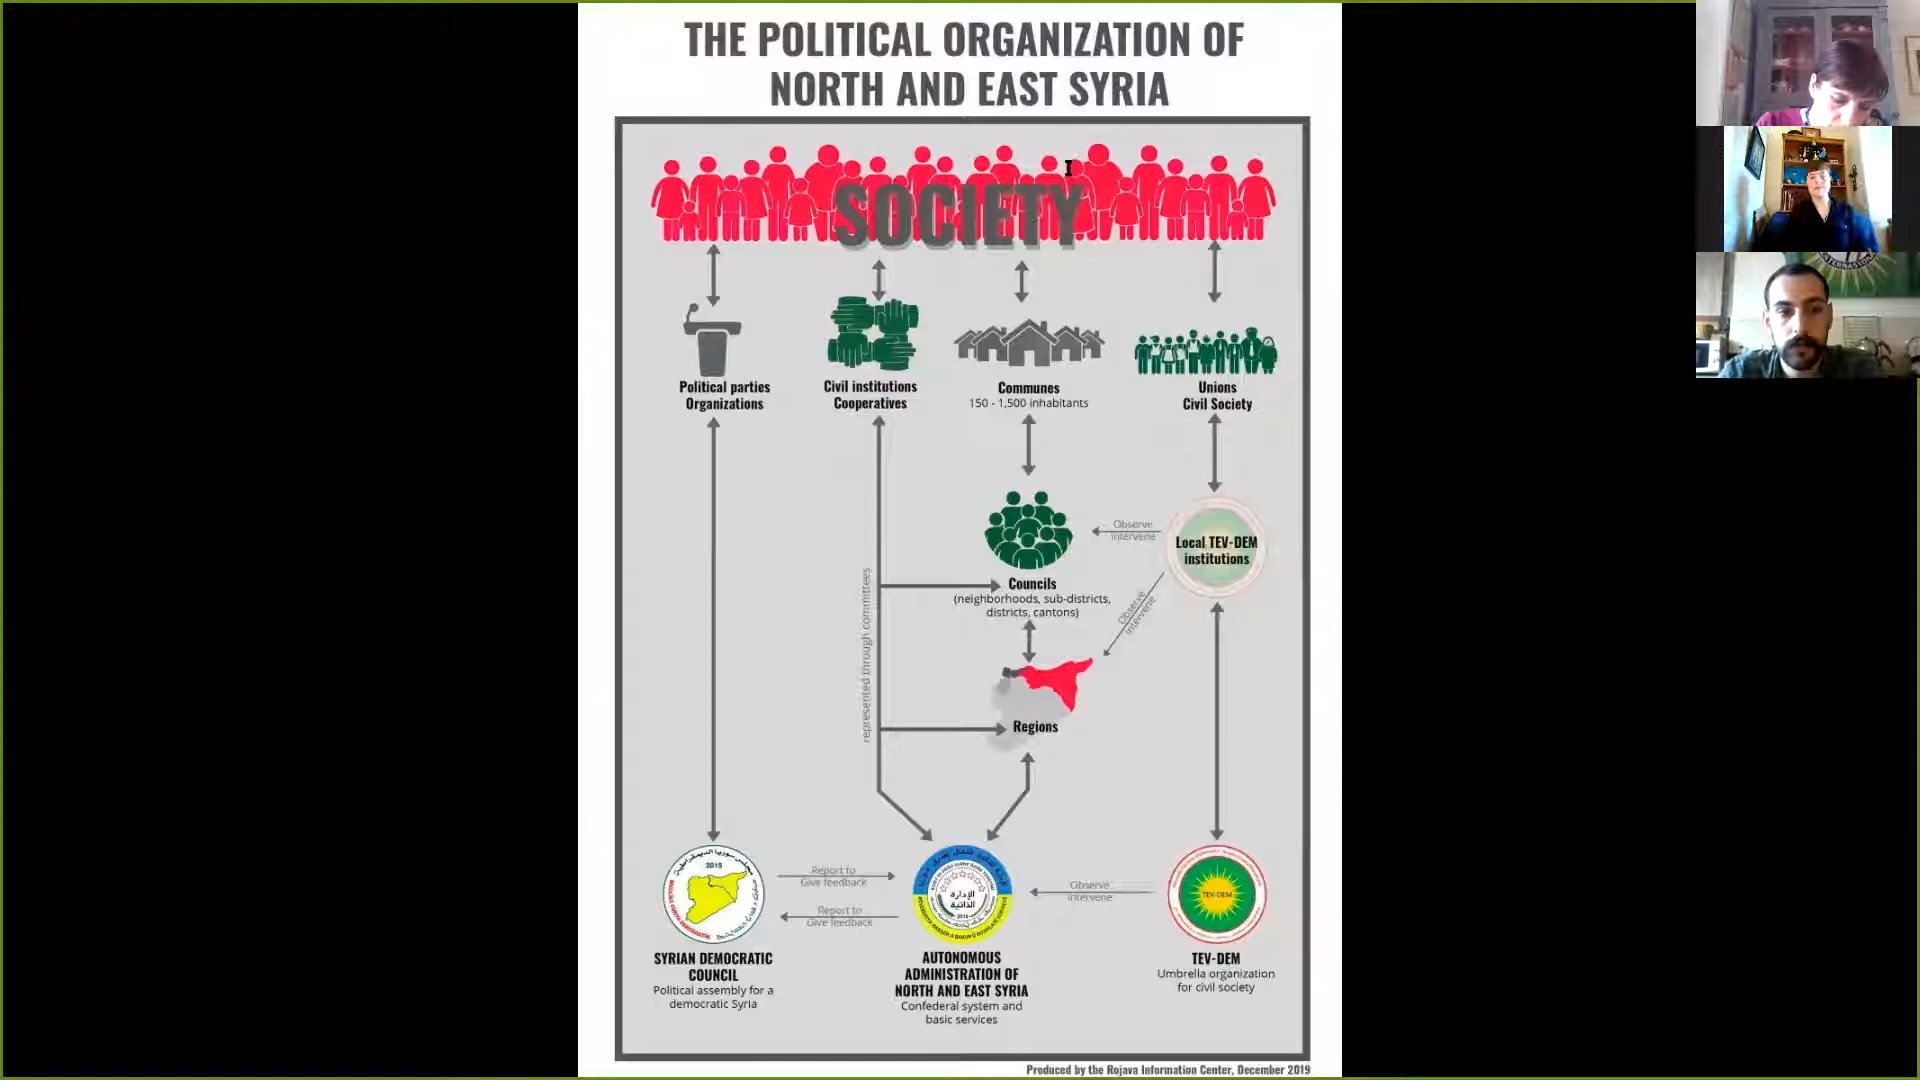 THE POLITICAL ORGANIZATION OF
NORTH AND EAST SYRIA
SOCIETY
Political parties
Organizations
Civil institutions
Cooperatives
Communes
150 - 1,500 inhabitants
Unions
Civil Society
Observe
intervene
Local TEV-DEM
institutions
Councils
(neighborhoods, sub-districts,
districts, cantons)
Observe
intervene
represented through committees
Regions
Report to
Give feedback
Report to
Give feedback
Observe
intervene
2015
الإدارة
الذاتية
TEV-DEM
SYRIAN DEMOCRATIC
COUNCIL
Political assembly for a
democratic Syria
AUTONOMOUS
ADMINISTRATION OF
NORTH AND EAST SYRIA
Confederal system and
basic services
TEV-DEM
Umbrella organization
for civil society
Produced by the Rojava Information Center, December 2019